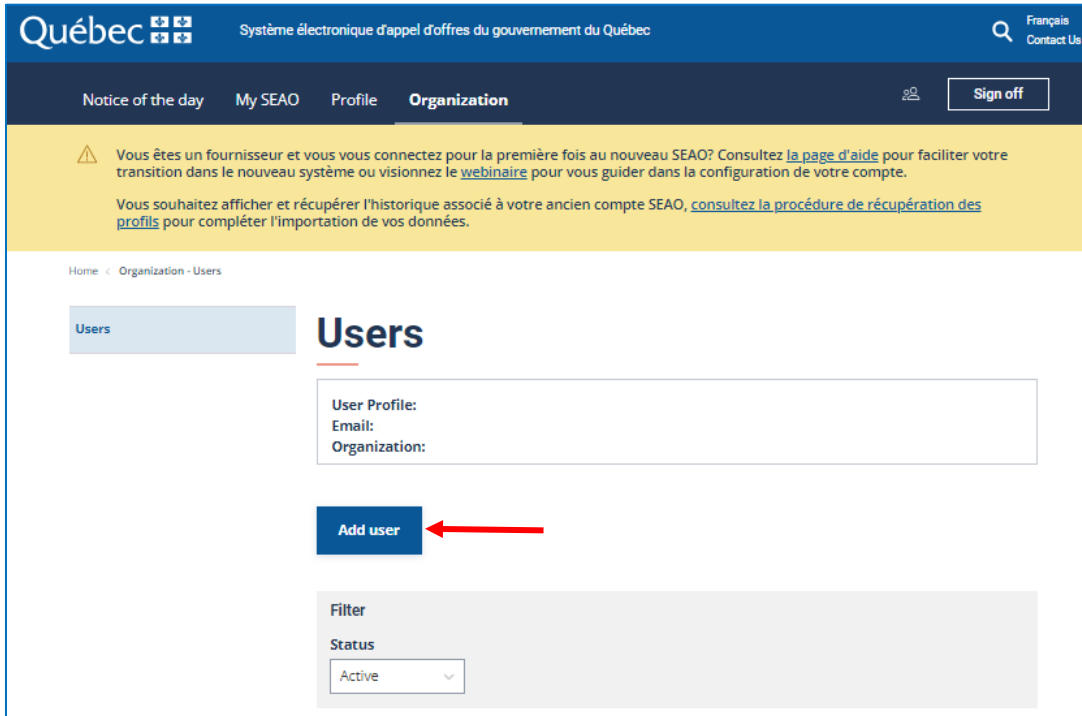 Québec
Système électronique d'appel d'offres du gouvernement du Québec
Français
Contact Us
Notice of the day My SEAO Profile Organization Sign off
Vous êtes un fournisseur et vous vous connectez pour la première fois au nouveau SEAO? Consultez la page d'aide pour faciliter votre
transition dans le nouveau système ou visionnez le webinaire pour vous guider dans la configuration de votre compte.
Vous souhaitez afficher et récupérer l'historique associé à votre ancien compte SEAO, consultez la procédure de récupération des
profils pour compléter l'importation de vos données.
Home < Organization - Users
Users
Users
User Profile:
Email:
Organization:
Add user
Filter
Status
Active